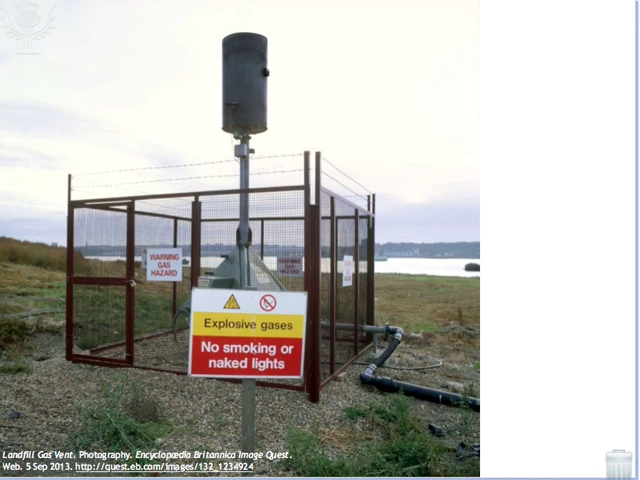 WARNING
GAS
HAZARD
Explosive gases
No smoking or
naked lights
Landfill Gas Vent. Photography. Encyclopædia Britannica Image Quest.
Web. 5 Sep 2013. http://quest.eb.com/images/132_1234924